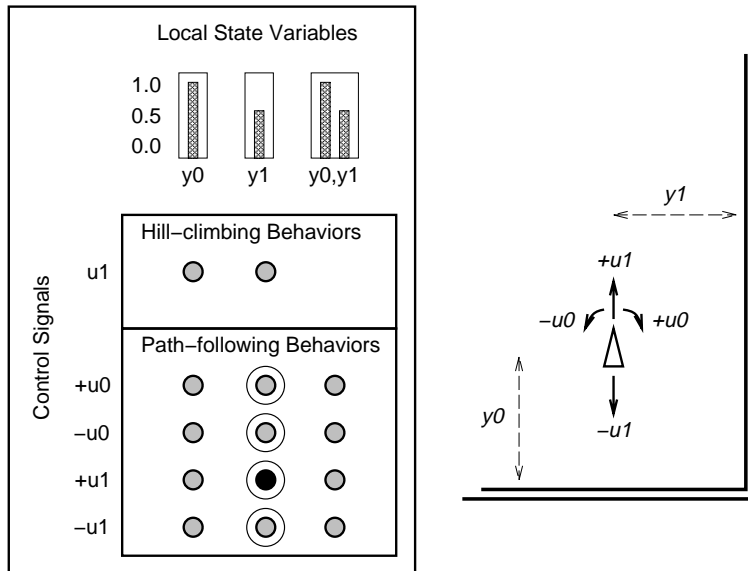 Local State Variables
1.0
0.5
0.0
y0 y1 y0,y1
Control Signals
Hill−climbing Behaviors
u1
Path−following Behaviors
+u0
−u0
+u1
−u1
y1
+u1
−u0 +u0
y0
−u1